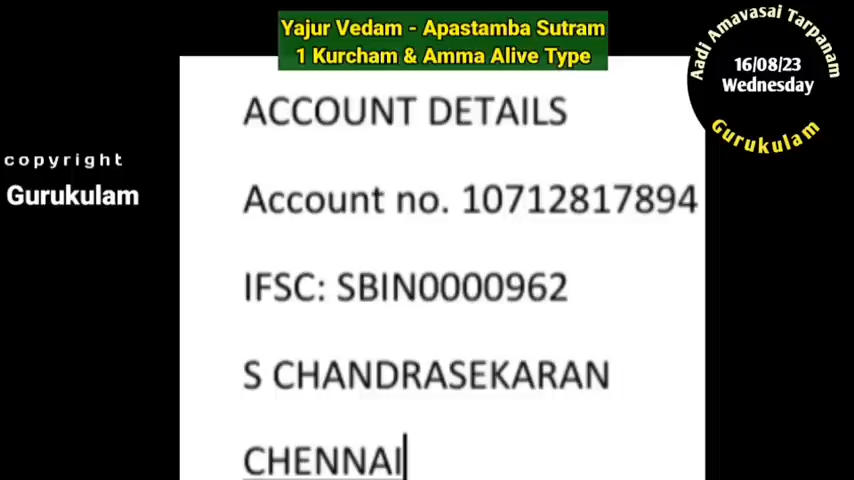 Yajur Vedam - Apastamba Sutram
1 Kurcham & Amma Alive Type
Aadi Amavasai Tarpanam
16/08/23
Wednesday
Gurukulam
copyright
Gurukulam
ACCOUNT DETAILS
Account no. 10712817894
IFSC: SBIN0000962
S CHANDRASEKARAN
CHENNAI